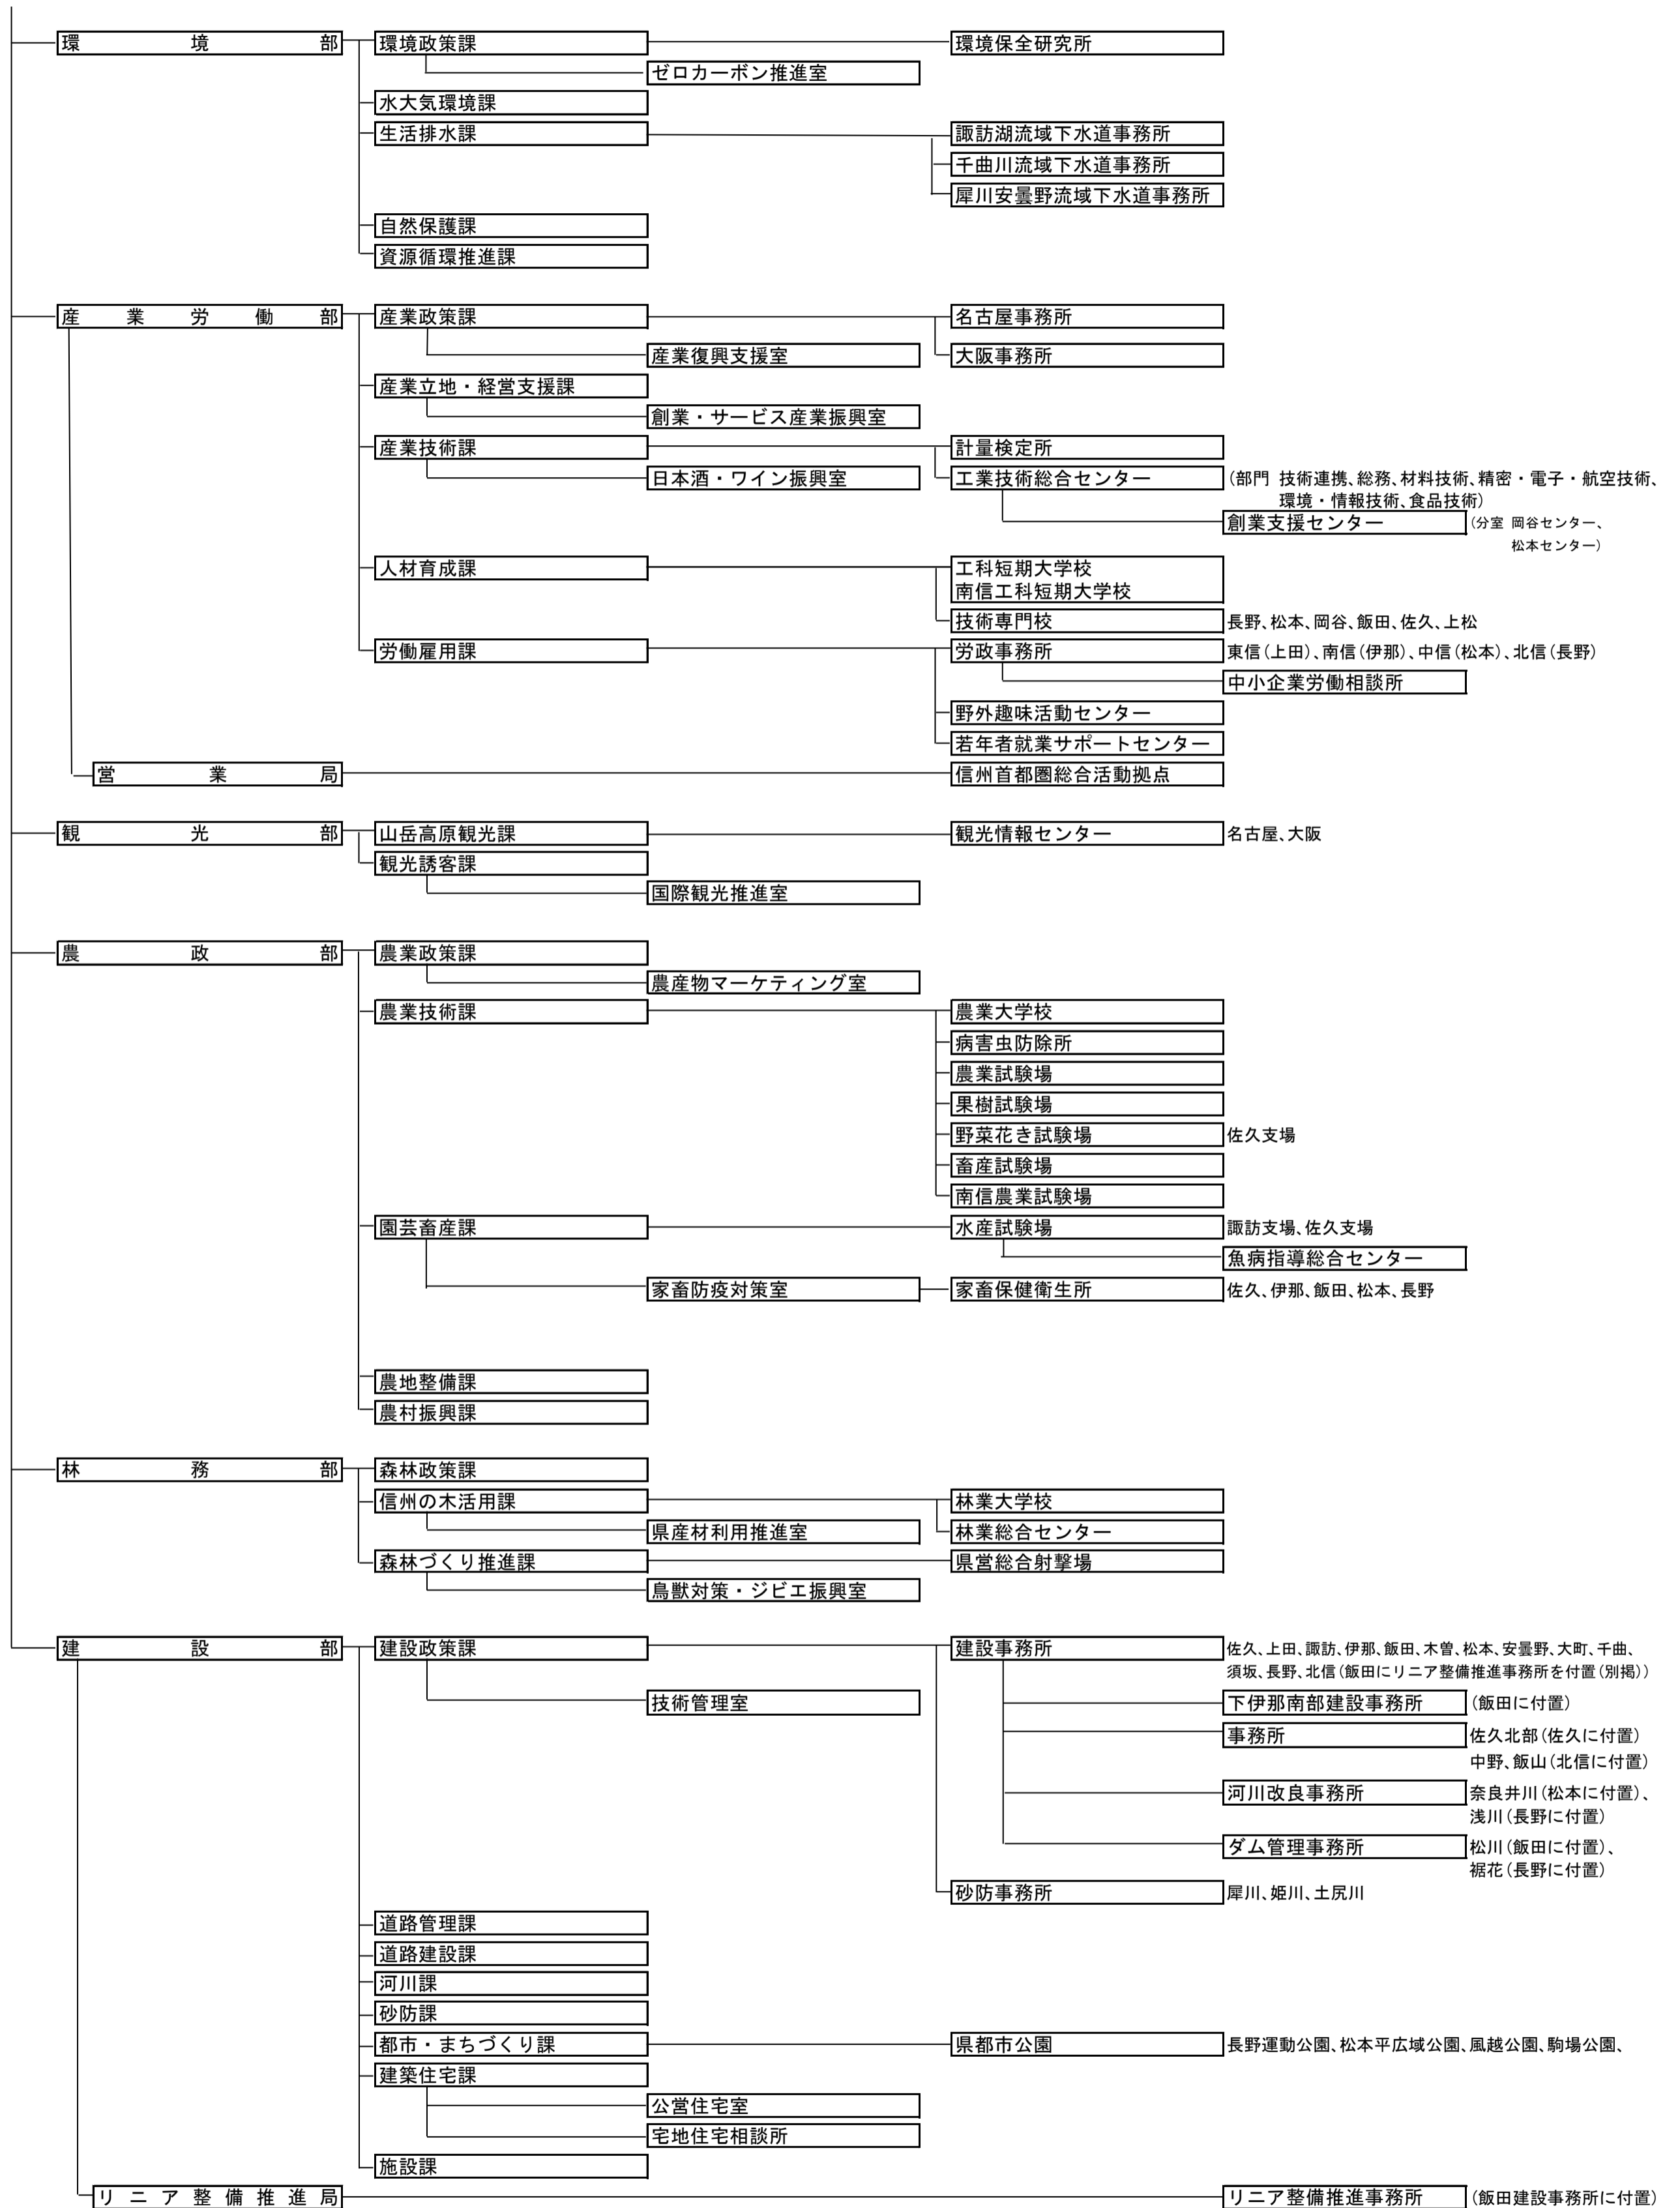 環境部
環境政策課
環境保全研究所
ゼロカーボン推進室
水大気環境課
生活排水課
諏訪湖流域下水道事務所
千曲川流域下水道事務所
犀川安曇野流域下水道事務所
自然保護課
資源循環推進課
産業労働部
産業政策課
名古屋事務所
産業復興支援室
大阪事務所
産業立地・経営支援課
創業・サービス産業振興室
産業技術課
計量検定所
日本酒・ワイン振興室
工業技術総合センター
(部門 技術連携、総務、材料技術、精密・電子・航空技術、
環境・情報技術、食品技術)
創業支援センター
(分室 岡谷センター、
松本センター)
人材育成課
工科短期大学校
南信工科短期大学校
技術専門校
長野、松本、岡谷、飯田、佐久、上松
労働雇用課
労政事務所
東信(上田)、南信(伊那)、中信(松本)、北信(長野)
中小企業労働相談所
野外趣味活動センター
若年者就業サポートセンター
営業局
信州首都圏総合活動拠点
観光部
山岳高原観光課
観光情報センター
名古屋、大阪
観光誘客課
国際観光推進室
農政部
農業政策課
農産物マーケティング室
農業技術課
農業大学校
病害虫防除所
農業試験場
果樹試験場
野菜花き試験場
佐久支場
畜産試験場
南信農業試験場
園芸畜産課
水産試験場
諏訪支場、佐久支場
魚病指導総合センター
家畜防疫対策室
家畜保健衛生所
佐久、伊那、飯田、松本、長野
農地整備課
農村振興課
林務部
森林政策課
信州の木活用課
林業大学校
県産材利用推進室
林業総合センター
森林づくり推進課
県営総合射撃場
鳥獣対策・ジビエ振興室
建設部
建設政策課
建設事務所
佐久、上田、諏訪、伊那、飯田、木曽、松本、安曇野、大町、千曲、
須坂、長野、北信(飯田にリニア整備推進事務所を付置(別掲))
技術管理室
下伊那南部建設事務所
(飯田に付置)
事務所
佐久北部(佐久に付置)
中野、飯山(北信に付置)
河川改良事務所
奈良井川(松本に付置)、
浅川(長野に付置)
ダム管理事務所
松川(飯田に付置)、
裾花(長野に付置)
砂防事務所
犀川、姫川、土尻川
道路管理課
道路建設課
河川課
砂防課
都市・まちづくり課
県都市公園
長野運動公園、松本平広域公園、風越公園、駒場公園、
建築住宅課
公営住宅室
宅地住宅相談所
施設課
リニア整備推進局
リニア整備推進事務所
(飯田建設事務所に付置)